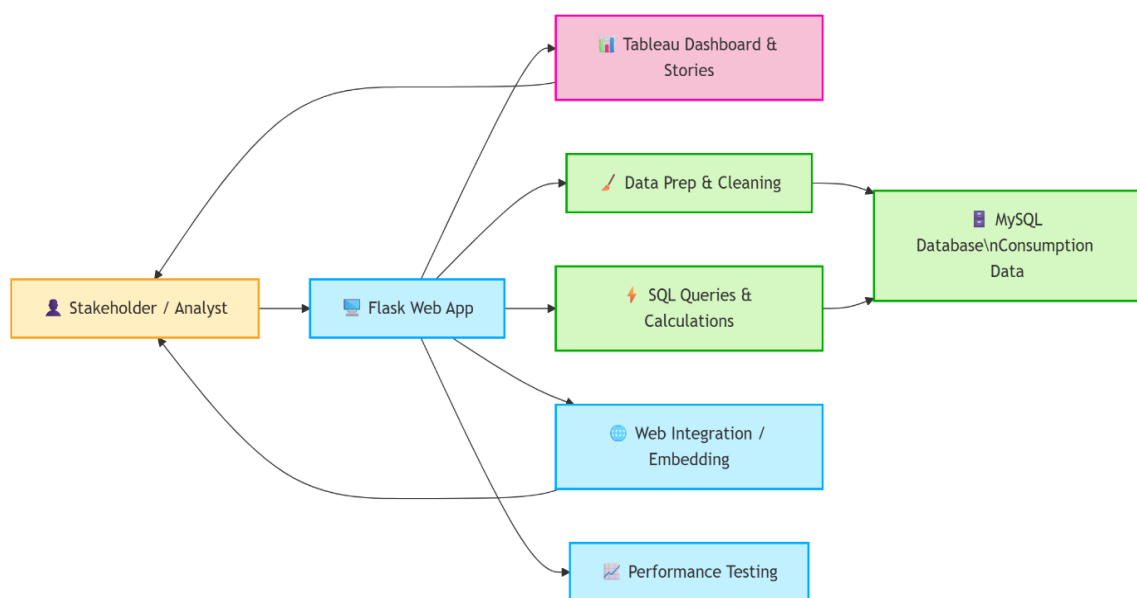 Tableau Dashboard &
Stories
Data Prep & Cleaning
MySQL
Database\nConsumption
Data
Stakeholder / Analyst
Flask Web App
SQL Queries &
Calculations
Web Integration /
Embedding
Performance Testing